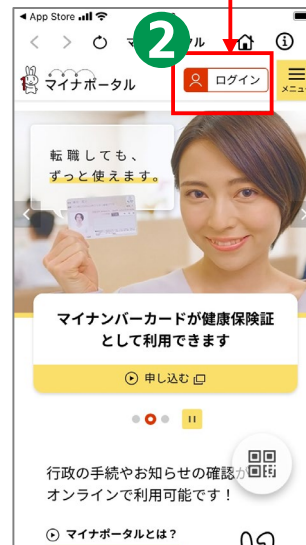 App Store
2
マイナポータル
ログイン
メニュー
転職しても、
ずっと使えます。
マイナンバーカードが健康保険証
として利用できます
申し込む
行政の手続やお知らせの確認が
オンラインで利用可能です！
マイナポータルとは？